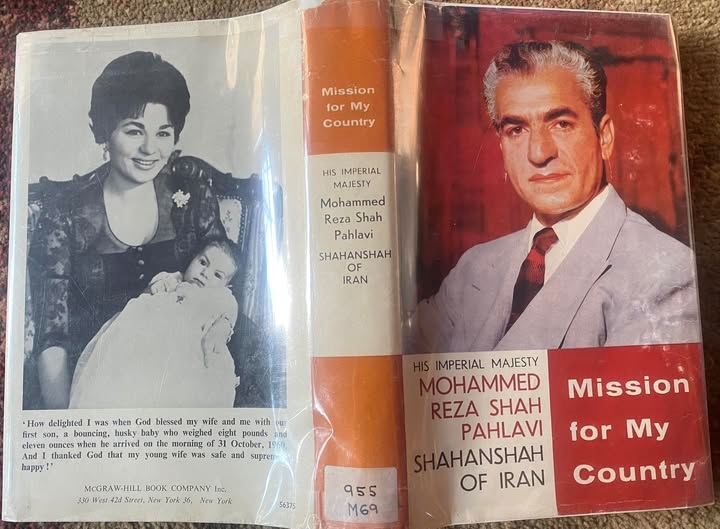 'How delighted I was when God blessed my wife and me with our
first son, a bouncing, husky baby who weighed eight pounds and
eleven ounces when he arrived on the morning of 31 October, 1960.
And I thanked God that my young wife was safe and
happy!'
McGRAW-HILL BOOK COMPANY Inc.
330 West 42d Street, New York 36, New York
56375
Mission
for My
Country
HIS IMPERIAL
MAJESTY
Mohammed
Reza Shah
Pahlavi
SHAHANSHAH
OF
IRAN
955
M69
HIS IMPERIAL MAJESTY
MOHAMMED
REZA SHAH
PAHLAVI
SHAHANSHAH
OF IRAN
Mission
for My
Country